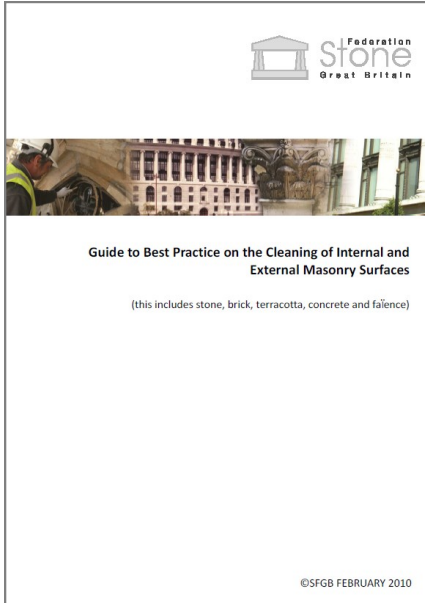 Federation
Stone
Great Britain
Guide to Best Practice on the Cleaning of Internal and
External Masonry Surfaces
(this includes stone, brick, terracotta, concrete and faïence)
©SFGB FEBRUARY 2010